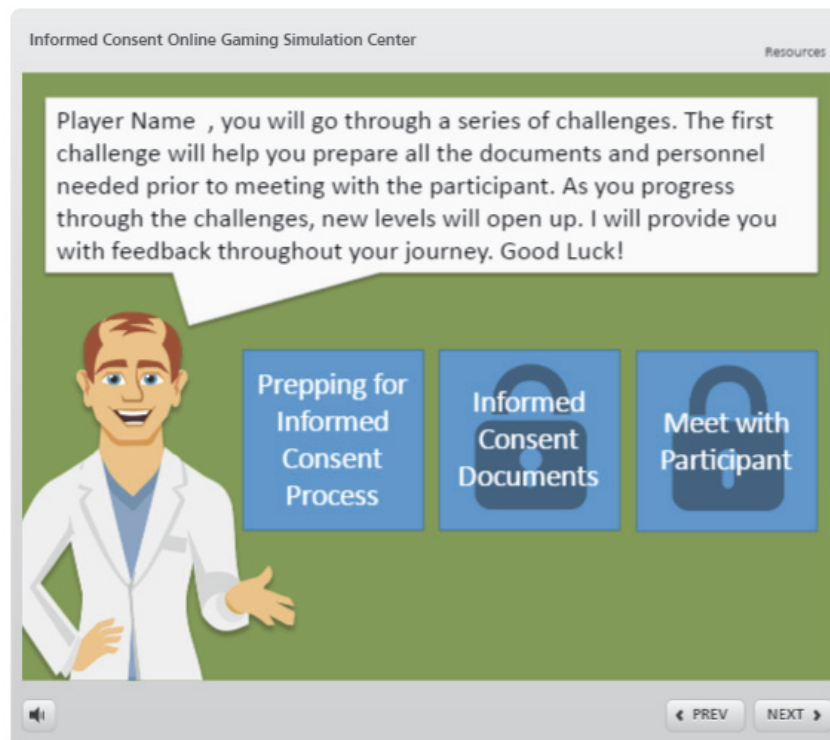 Informed Consent Online Gaming Simulation Center
Resources
Player Name , you will go through a series of challenges. The first
challenge will help you prepare all the documents and personnel
needed prior to meeting with the participant. As you progress
through the challenges, new levels will open up. I will provide you
with feedback throughout your journey. Good Luck!
Prepping for
Informed
Consent
Process
Informed
Consent
Documents
Meet with
Participant
PREV
NEXT